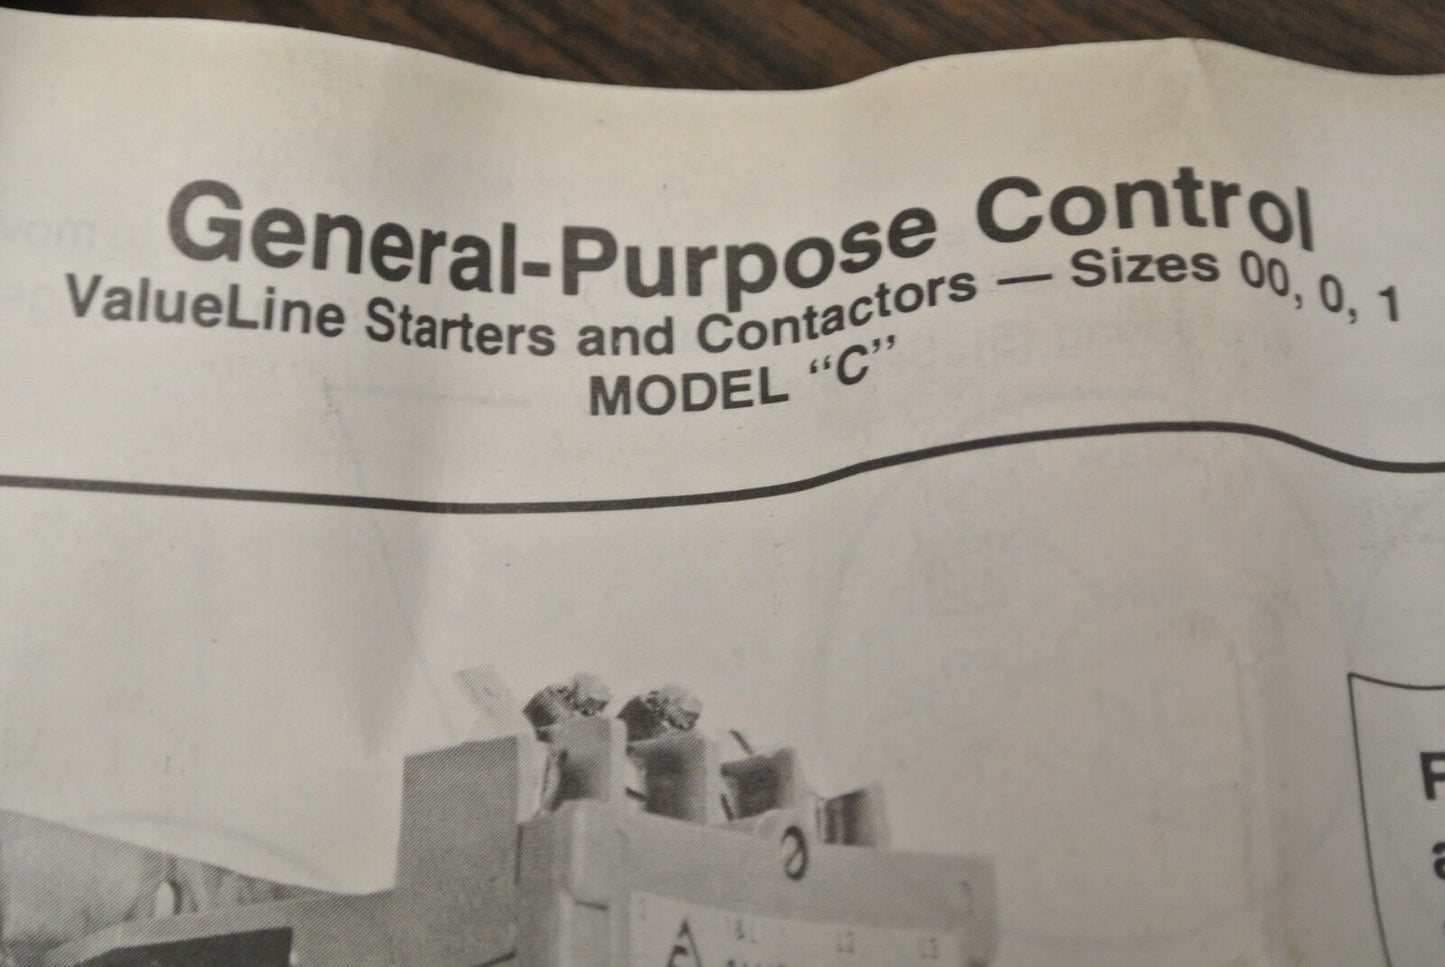 General-Purpose Control
ValueLine Starters and Contactors — Sizes 00, 0, 1
MODEL “C”